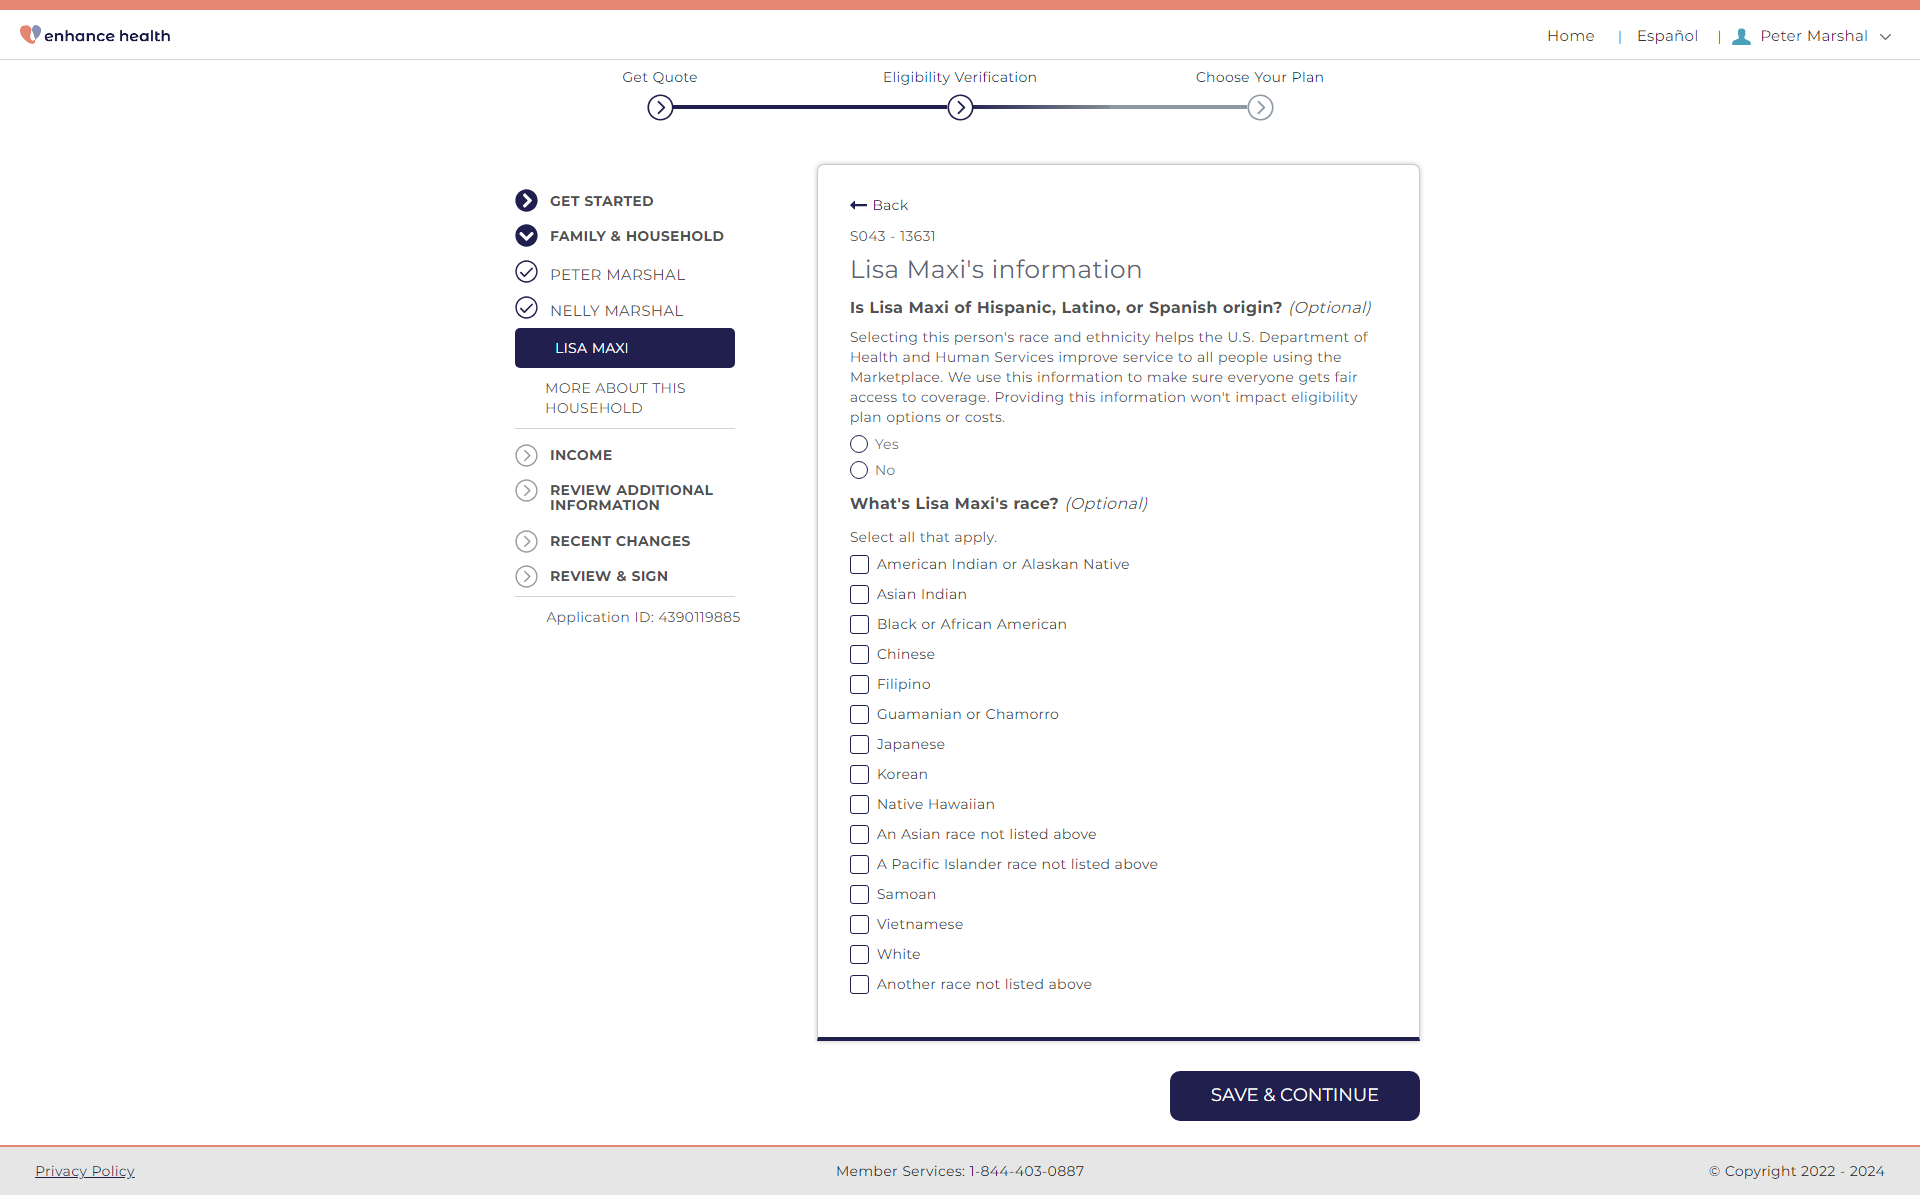 enhance health
Home | Español | Peter Marshal
Get Quote
Eligibility Verification
Choose Your Plan
GET STARTED
FAMILY & HOUSEHOLD
PETER MARSHAL
NELLY MARSHAL
LISA MAXI
MORE ABOUT THIS
HOUSEHOLD
INCOME
REVIEW ADDITIONAL
INFORMATION
RECENT CHANGES
REVIEW & SIGN
Application ID: 4390119885
Back
S043 - 13631
Lisa Maxi's information
Is Lisa Maxi of Hispanic, Latino, or Spanish origin? (Optional)
Selecting this person's race and ethnicity helps the U.S. Department of
Health and Human Services improve service to all people using the
Marketplace. We use this information to make sure everyone gets fair
access to coverage. Providing this information won't impact eligibility
plan options or costs.
Yes
No
What's Lisa Maxi's race? (Optional)
Select all that apply.
American Indian or Alaskan Native
Asian Indian
Black or African American
Chinese
Filipino
Guamanian or Chamorro
Japanese
Korean
Native Hawaiian
An Asian race not listed above
A Pacific Islander race not listed above
Samoan
Vietnamese
White
Another race not listed above
SAVE & CONTINUE
Privacy Policy
Member Services: 1-844-403-0887
© Copyright 2022 - 2024